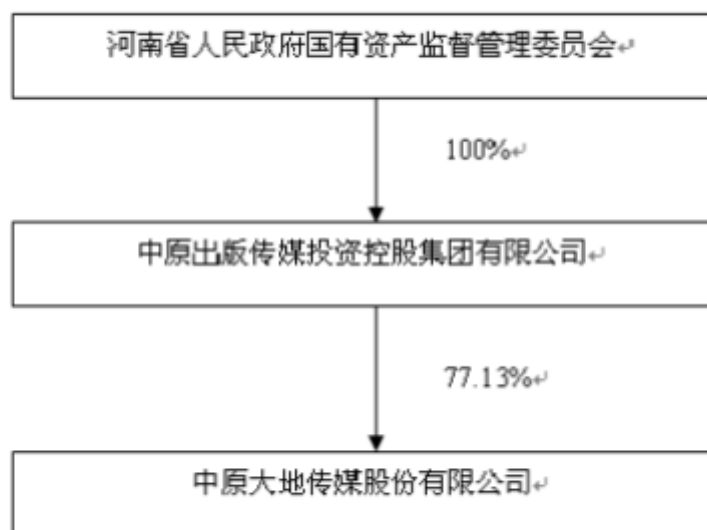 河南省人民政府国有资产监督管理委员会
100%
中原出版传媒投资控股集团有限公司
77.13%
中原大地传媒股份有限公司